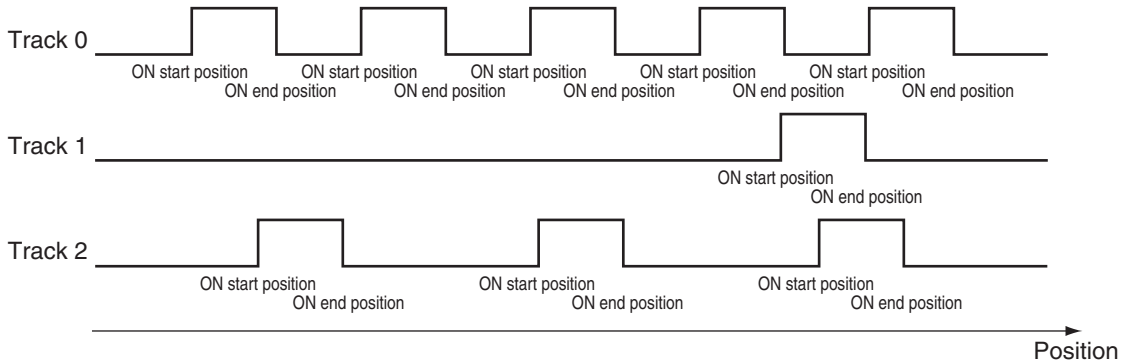 Track 0
ON start position ON start position ON start position ON start position ON start position
ON end position ON end position ON end position ON end position ON end position
Track 1
ON start position
ON end position
Track 2
ON start position ON start position ON start position
ON end position ON end position ON end position
Position